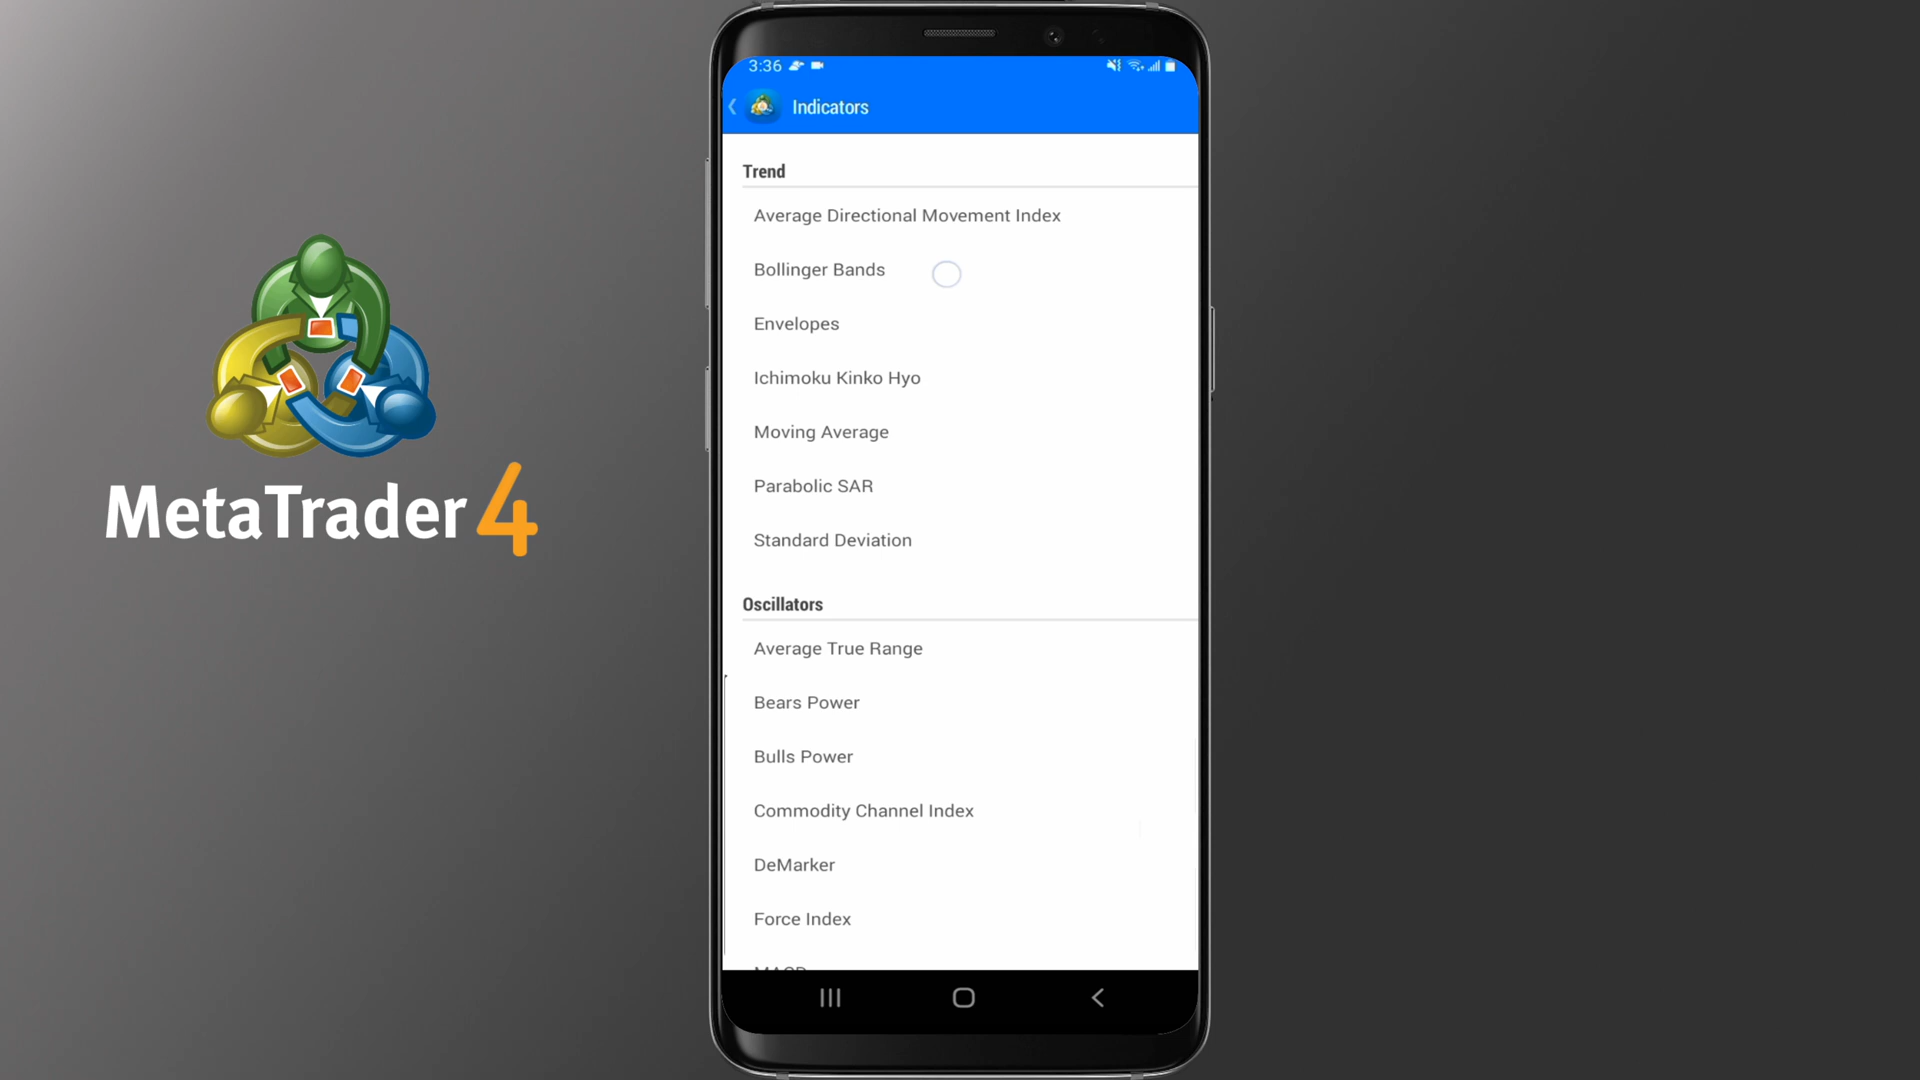 MetaTrader 4
3:36
Indicators
Trend
Average Directional Movement Index
Bollinger Bands
Envelopes
Ichimoku Kinko Hyo
Moving Average
Parabolic SAR
Standard Deviation
Oscillators
Average True Range
Bears Power
Bulls Power
Commodity Channel Index
DeMarker
Force Index
MACD